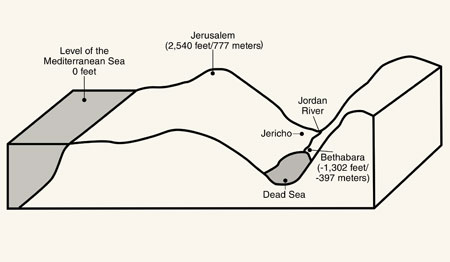 Jerusalem
(2,540 feet/777 meters)
Level of the
Mediterranean Sea
0 feet
Jordan
River
Jericho
Bethabara
(-1,302 feet/
-397 meters)
Dead Sea